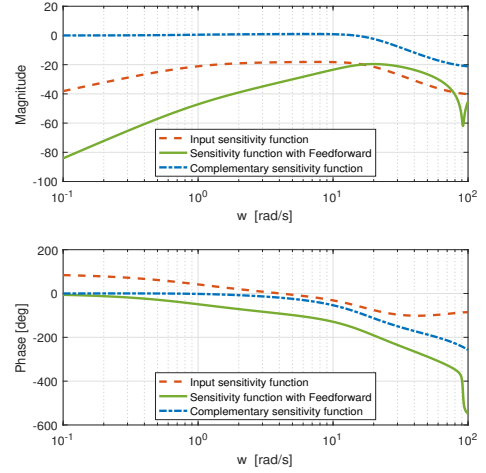 20
0
-20
-40
-60
-80
-100
Magnitude
Input sensitivity function
Sensitivity function with Feedforward
Complementary sensitivity function
10^-1
10^0
10^1
10^2
w [rad/s]
200
0
-200
-400
-600
Phase [deg]
Input sensitivity function
Sensitivity function with Feedforward
Complementary sensitivity function
10^-1
10^0
10^1
10^2
w [rad/s]